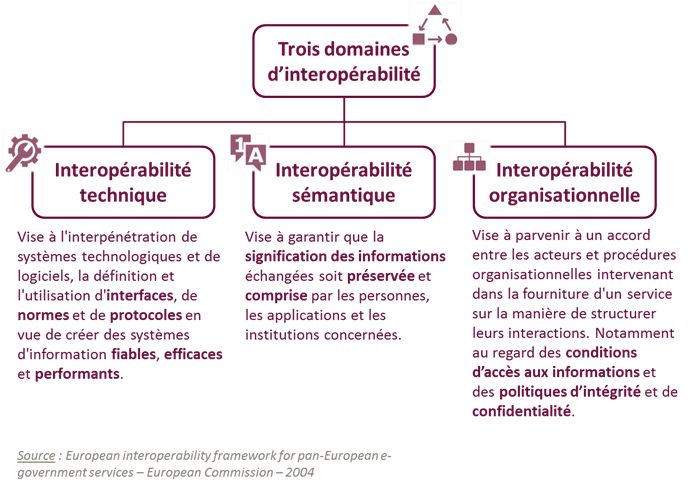 Trois domaines
d'interopérabilité
Interopérabilité
technique
Vise à l'interpénétration de
systèmes technologiques et de
logiciels, la définition et
l'utilisation d'interfaces, de
normes et de protocoles en
vue de créer des systèmes
d'information fiables, efficaces
et performants.
1A
Interopérabilité
sémantique
Vise à garantir que la
signification des informations
échangées soit préservée et
comprise par les personnes,
les applications et les
institutions concernées.
Interopérabilité
organisationnelle
Vise à parvenir à un accord
entre les acteurs et procédures
organisationnelles intervenant
dans la fourniture d'un service
sur la manière de structurer
leurs interactions. Notamment
au regard des conditions
d'accès aux informations et
des politiques d'intégrité et de
confidentialité.
Source : European interoperability framework for pan-European e-
government services – European Commission – 2004